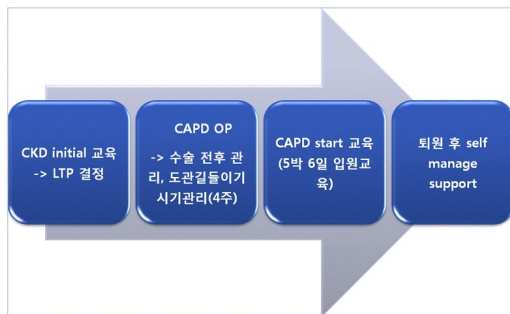 CKD initial 교육
-> LTP 결정
CAPD OP
-> 수술 전후 관
리, 도관길들이기
시기관리(4주)
CAPD start 교육
(5박 6일 입원교
육)
퇴원 후 self
manage
support